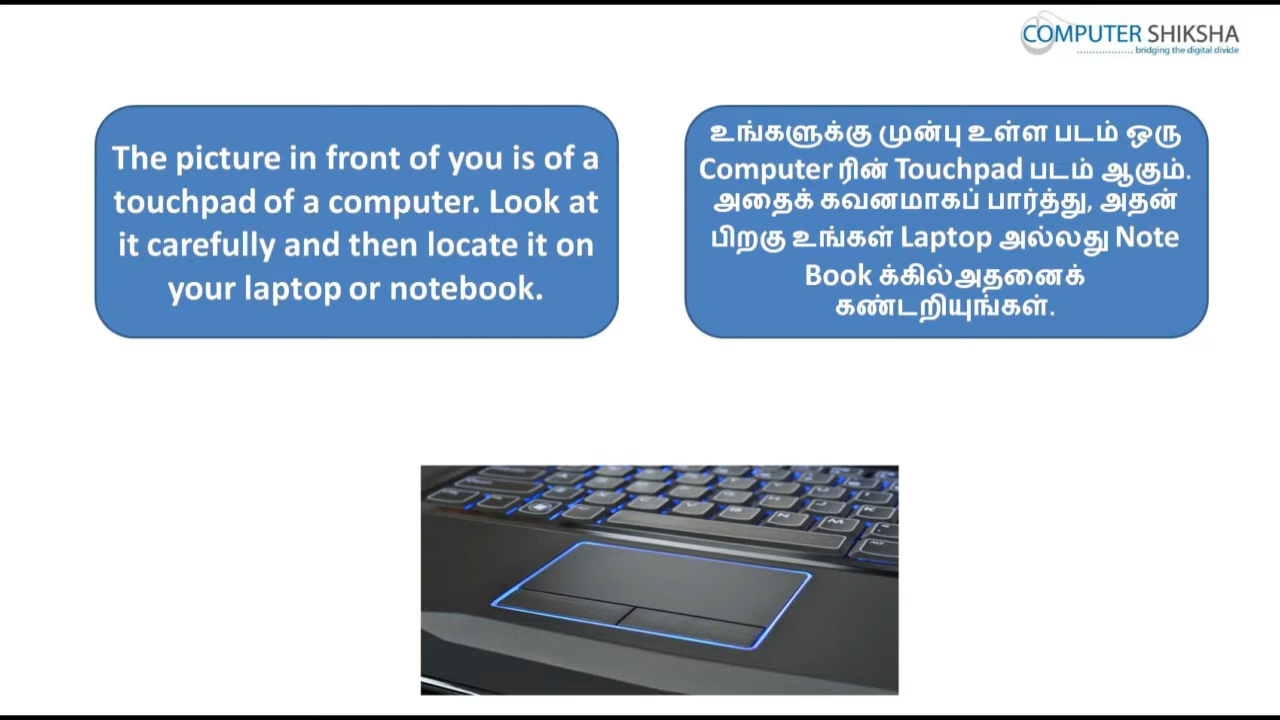 COMPUTER SHIKSHA
bridging the digital divide
The picture in front of you is of a
touchpad of a computer. Look at
it carefully and then locate it on
your laptop or notebook.
உங்களுக்கு முன்பு உள்ள படம் ஒரு
Computer ரின் Touchpad படம் ஆகும்.
அதைக் கவனமாகப் பார்த்து, அதன்
பிறகு உங்கள் Laptop அல்லது Note
Book க்கில்அதனைக்
கண்டறியுங்கள்.